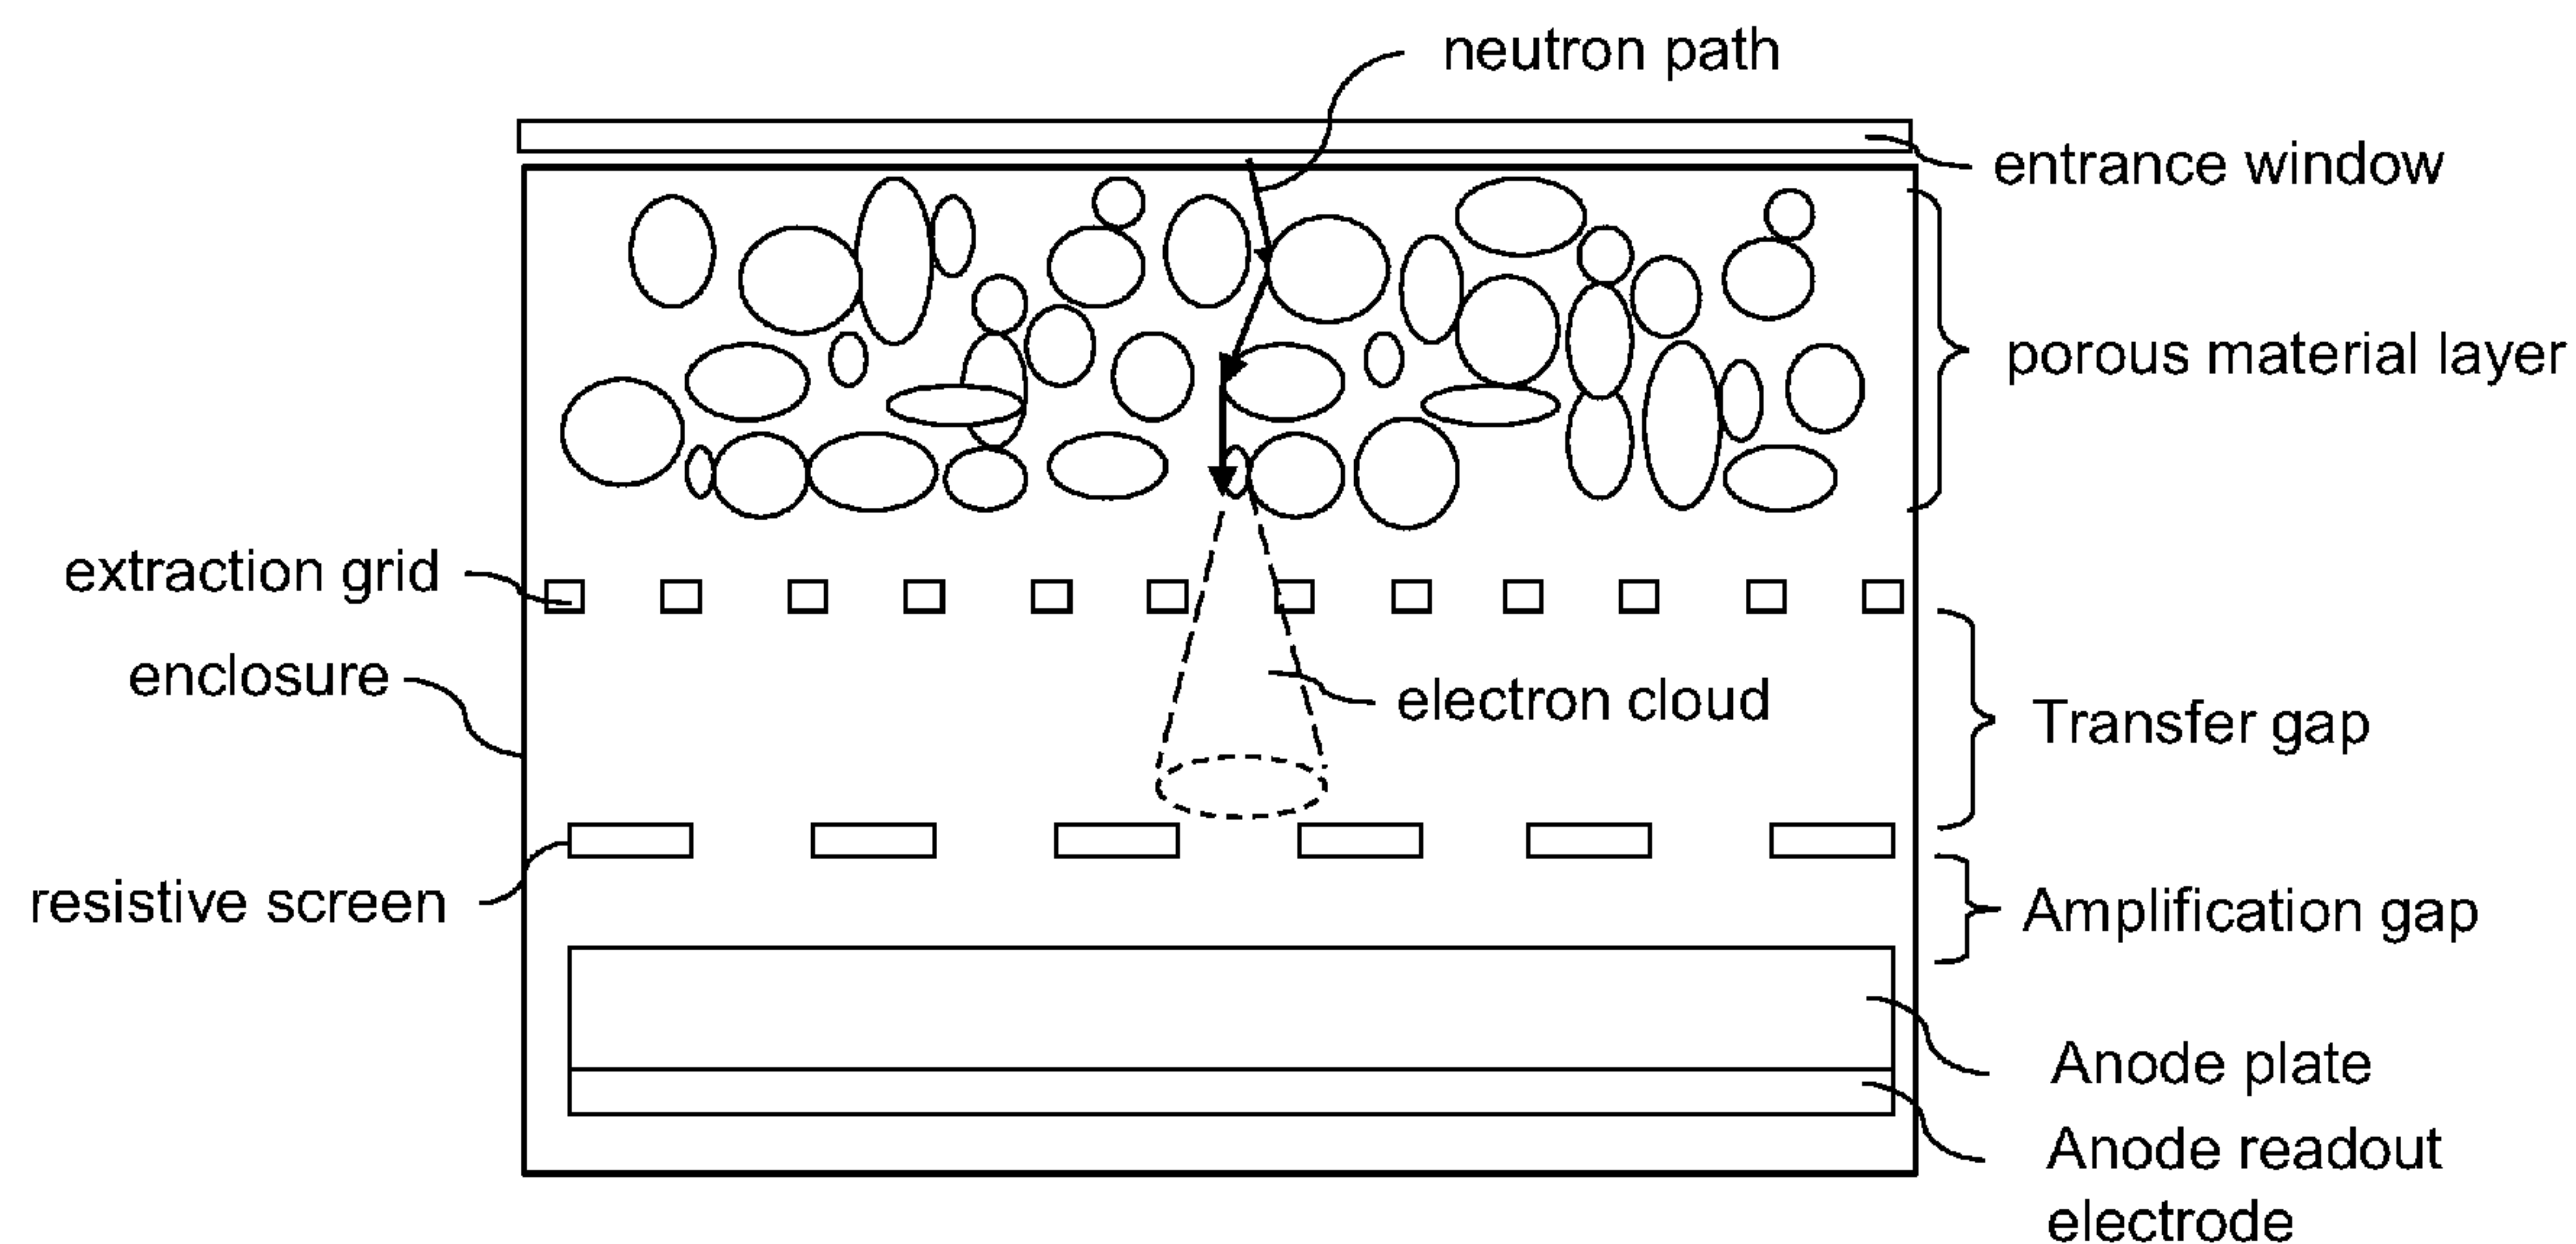 neutron path
entrance window
porous material layer
extraction grid
enclosure
electron cloud
Transfer gap
resistive screen
Amplification gap
Anode plate
Anode readout
electrode